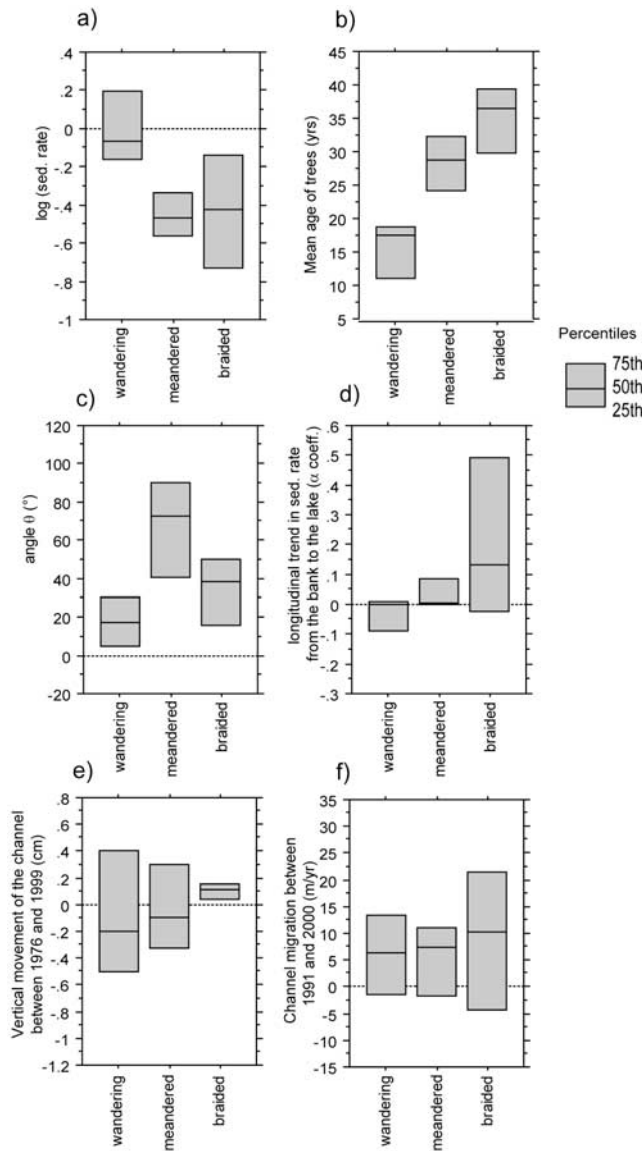 a)
.4
.2
0
-.2
-.4
-.6
-.8
-1
log (sed. rate)
wandering
meandered
braided
b)
45
40
35
30
25
20
15
10
5
Mean age of trees (yrs)
wandering
meandered
braided
Percentiles
75th
50th
25th
c)
120
100
80
60
40
20
0
-20
angle θ (°)
wandering
meandered
braided
d)
.6
.5
.4
.3
.2
.1
0
-.1
-.2
-.3
longitudinal trend in sed. rate
from the bank to the lake (α coeff.)
wandering
meandered
braided
e)
.8
.6
.4
.2
0
-.2
-.4
-.6
-.8
-1
-1.2
Vertical movement of the channel
between 1976 and 1999 (cm)
wandering
meandered
braided
f)
35
30
25
20
15
10
5
0
-5
-10
-15
Channel migration between
1991 and 2000 (m/yr)
wandering
meandered
braided